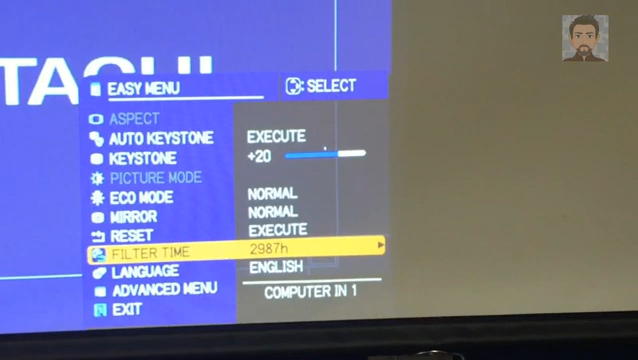 TACHI
EASY MENU : SELECT
ASPECT
AUTO KEYSTONE EXECUTE
KEYSTONE +20
PICTURE MODE
ECO MODE NORMAL
MIRROR NORMAL
RESET EXECUTE
FILTER TIME 2987h
LANGUAGE ENGLISH
ADVANCED MENU COMPUTER IN 1
EXIT